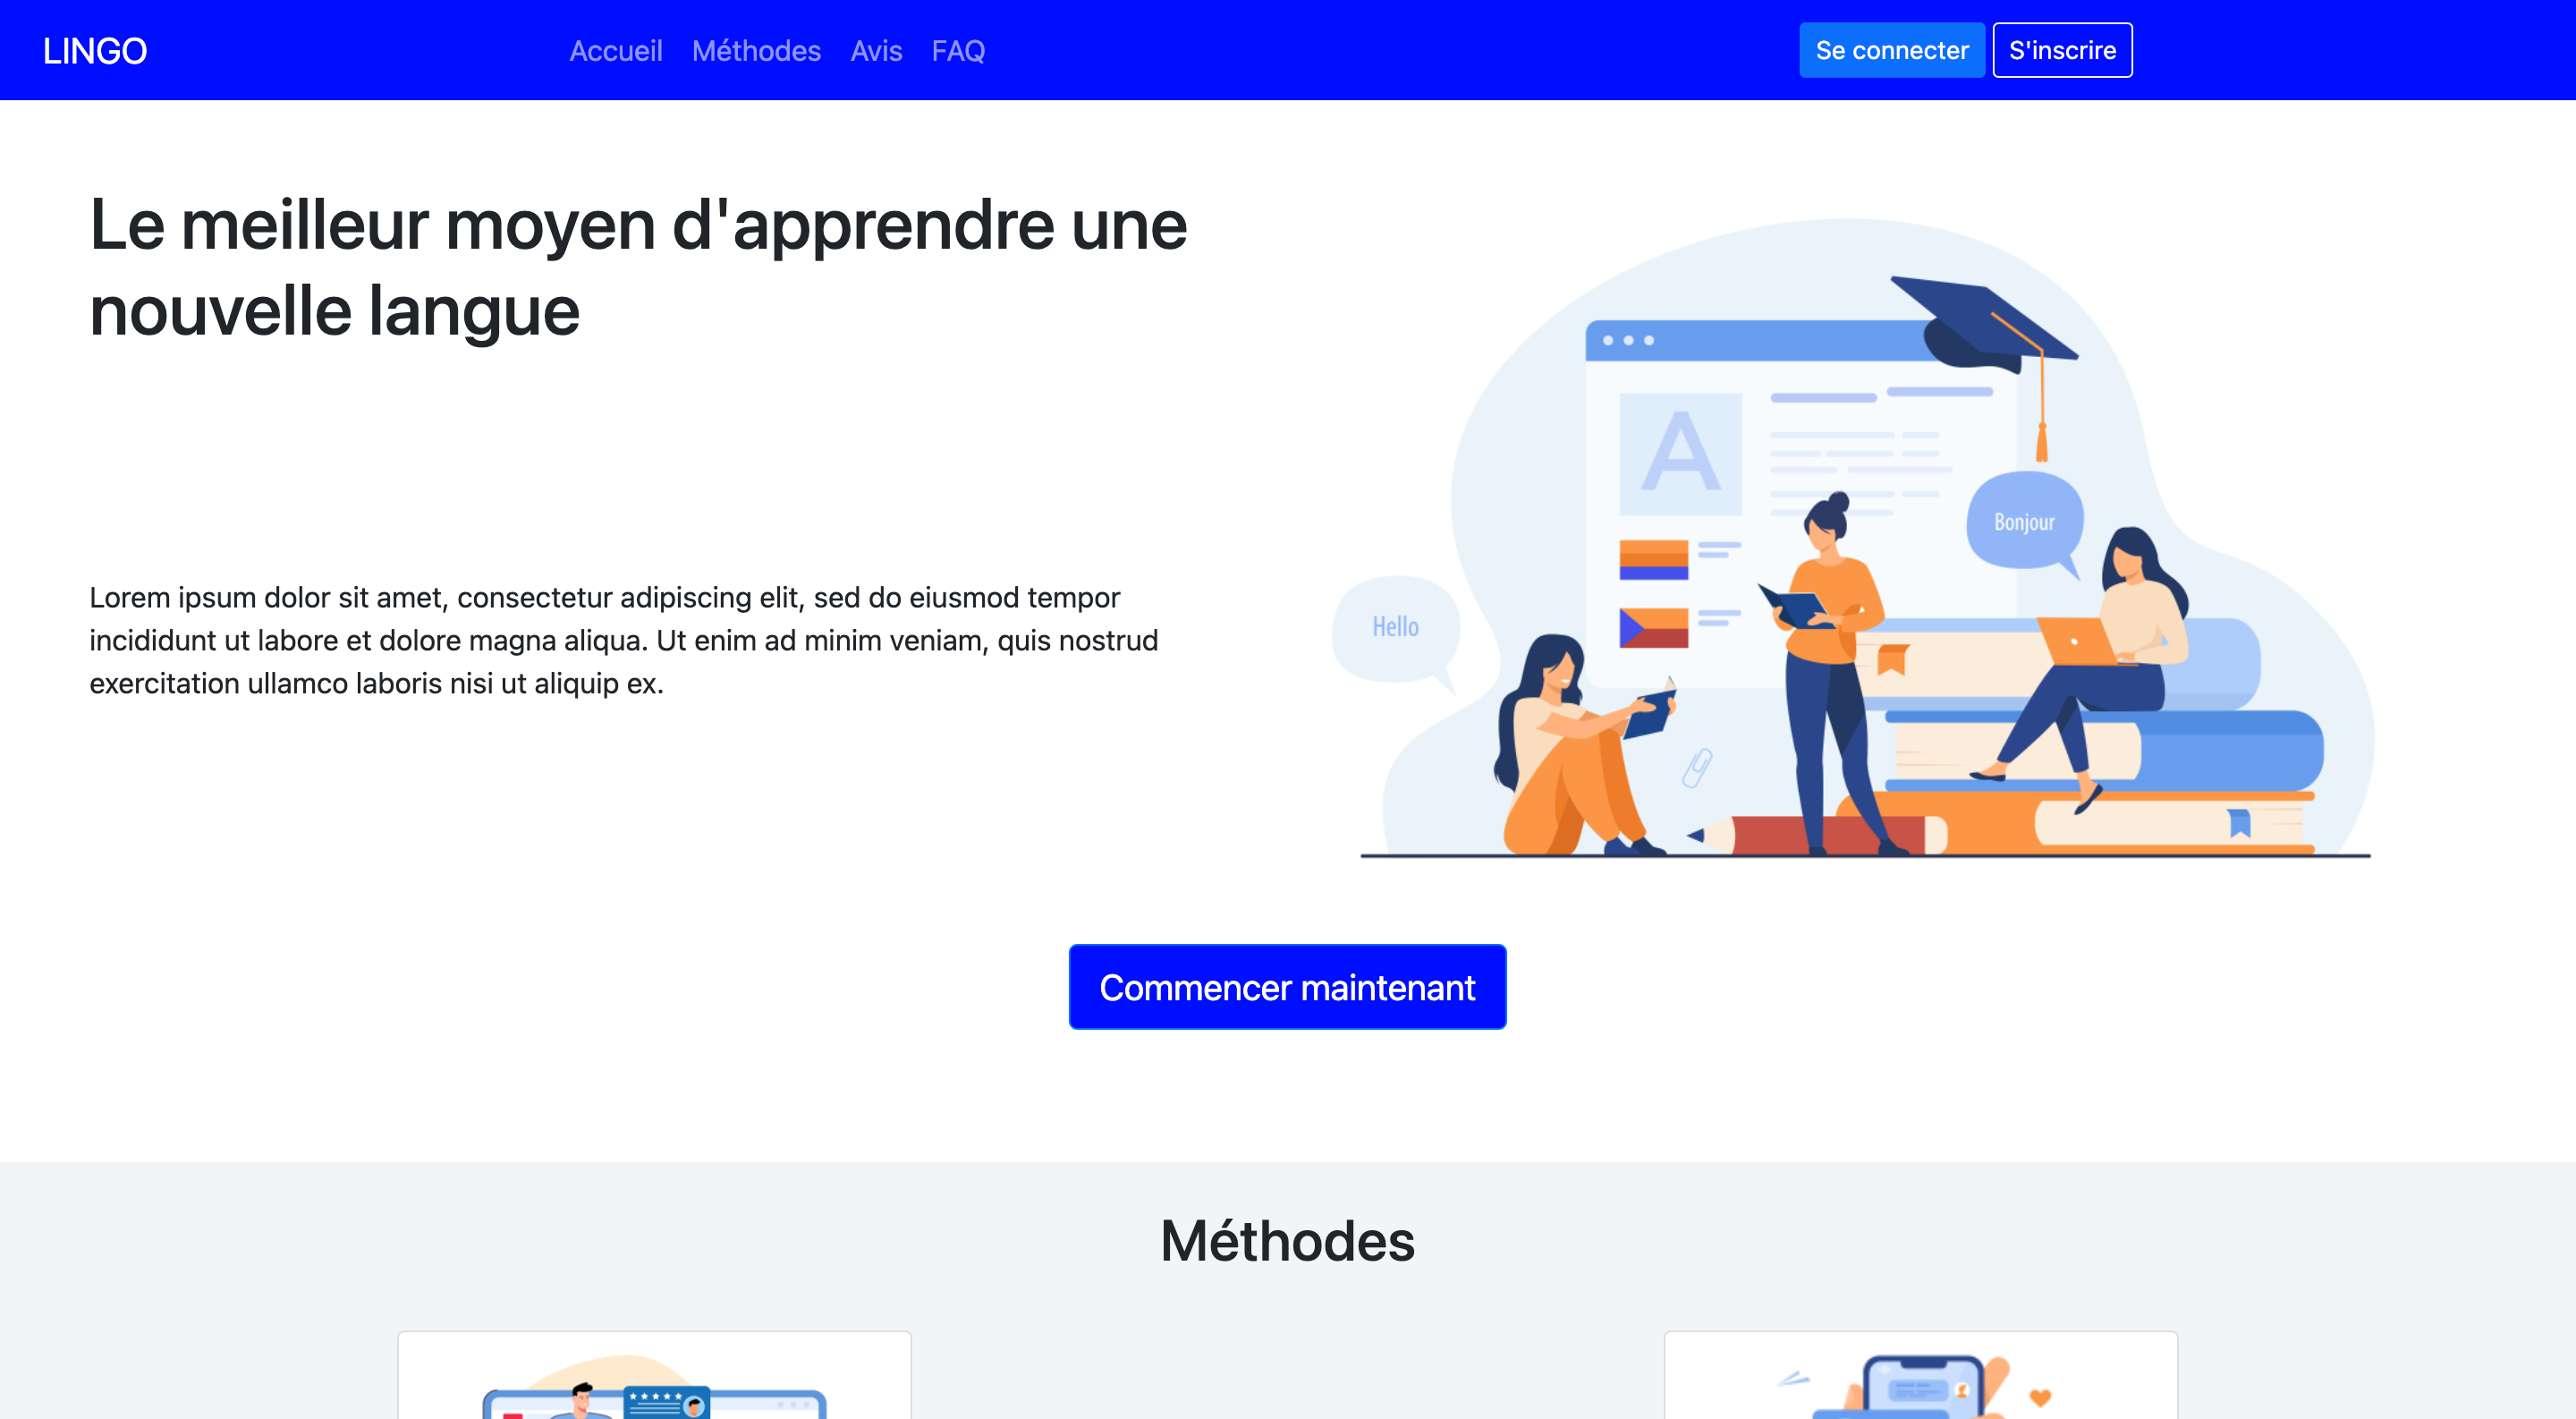 LINGO
Accueil Méthodes Avis FAQ
Se connecter S'inscrire
Le meilleur moyen d'apprendre une
nouvelle langue
Lorem ipsum dolor sit amet, consectetur adipiscing elit, sed do eiusmod tempor
incididunt ut labore et dolore magna aliqua. Ut enim ad minim veniam, quis nostrud
exercitation ullamco laboris nisi ut aliquip ex.
A
Bonjour
Hello
Commencer maintenant
Méthodes